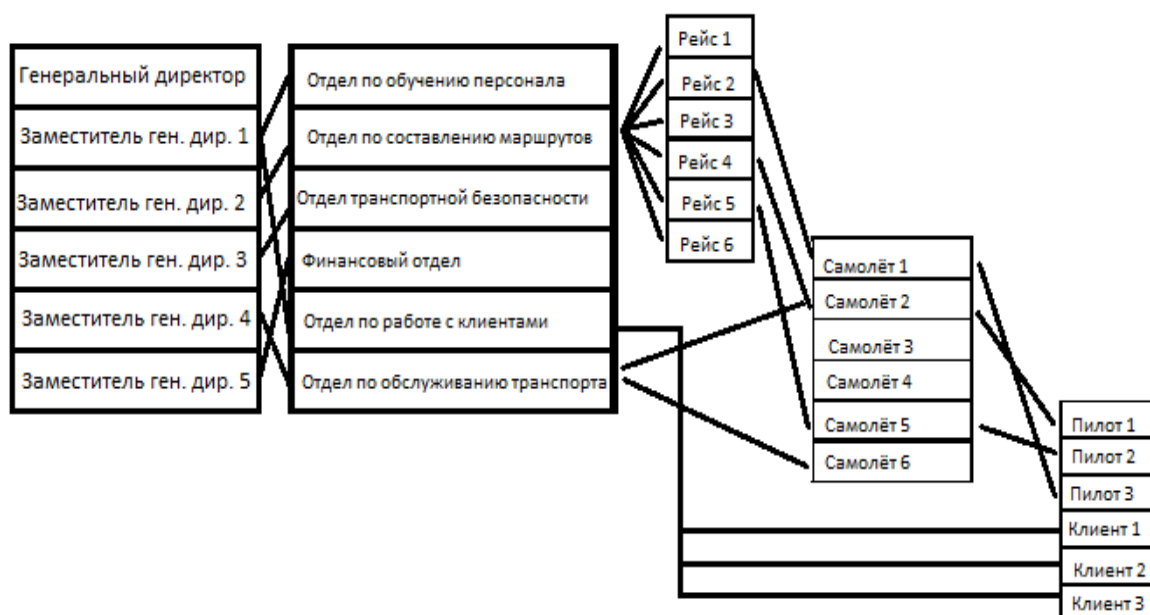 Генеральный директор
Заместитель ген. дир. 1
Заместитель ген. дир. 2
Заместитель ген. дир. 3
Заместитель ген. дир. 4
Заместитель ген. дир. 5
Отдел по обучению персонала
Отдел по составлению маршрутов
Отдел транспортной безопасности
Финансовый отдел
Отдел по работе с клиентами
Отдел по обслуживанию транспорта
Рейс 1
Рейс 2
Рейс 3
Рейс 4
Рейс 5
Рейс 6
Самолёт 1
Самолёт 2
Самолёт 3
Самолёт 4
Самолёт 5
Самолёт 6
Пилот 1
Пилот 2
Пилот 3
Клиент 1
Клиент 2
Клиент 3